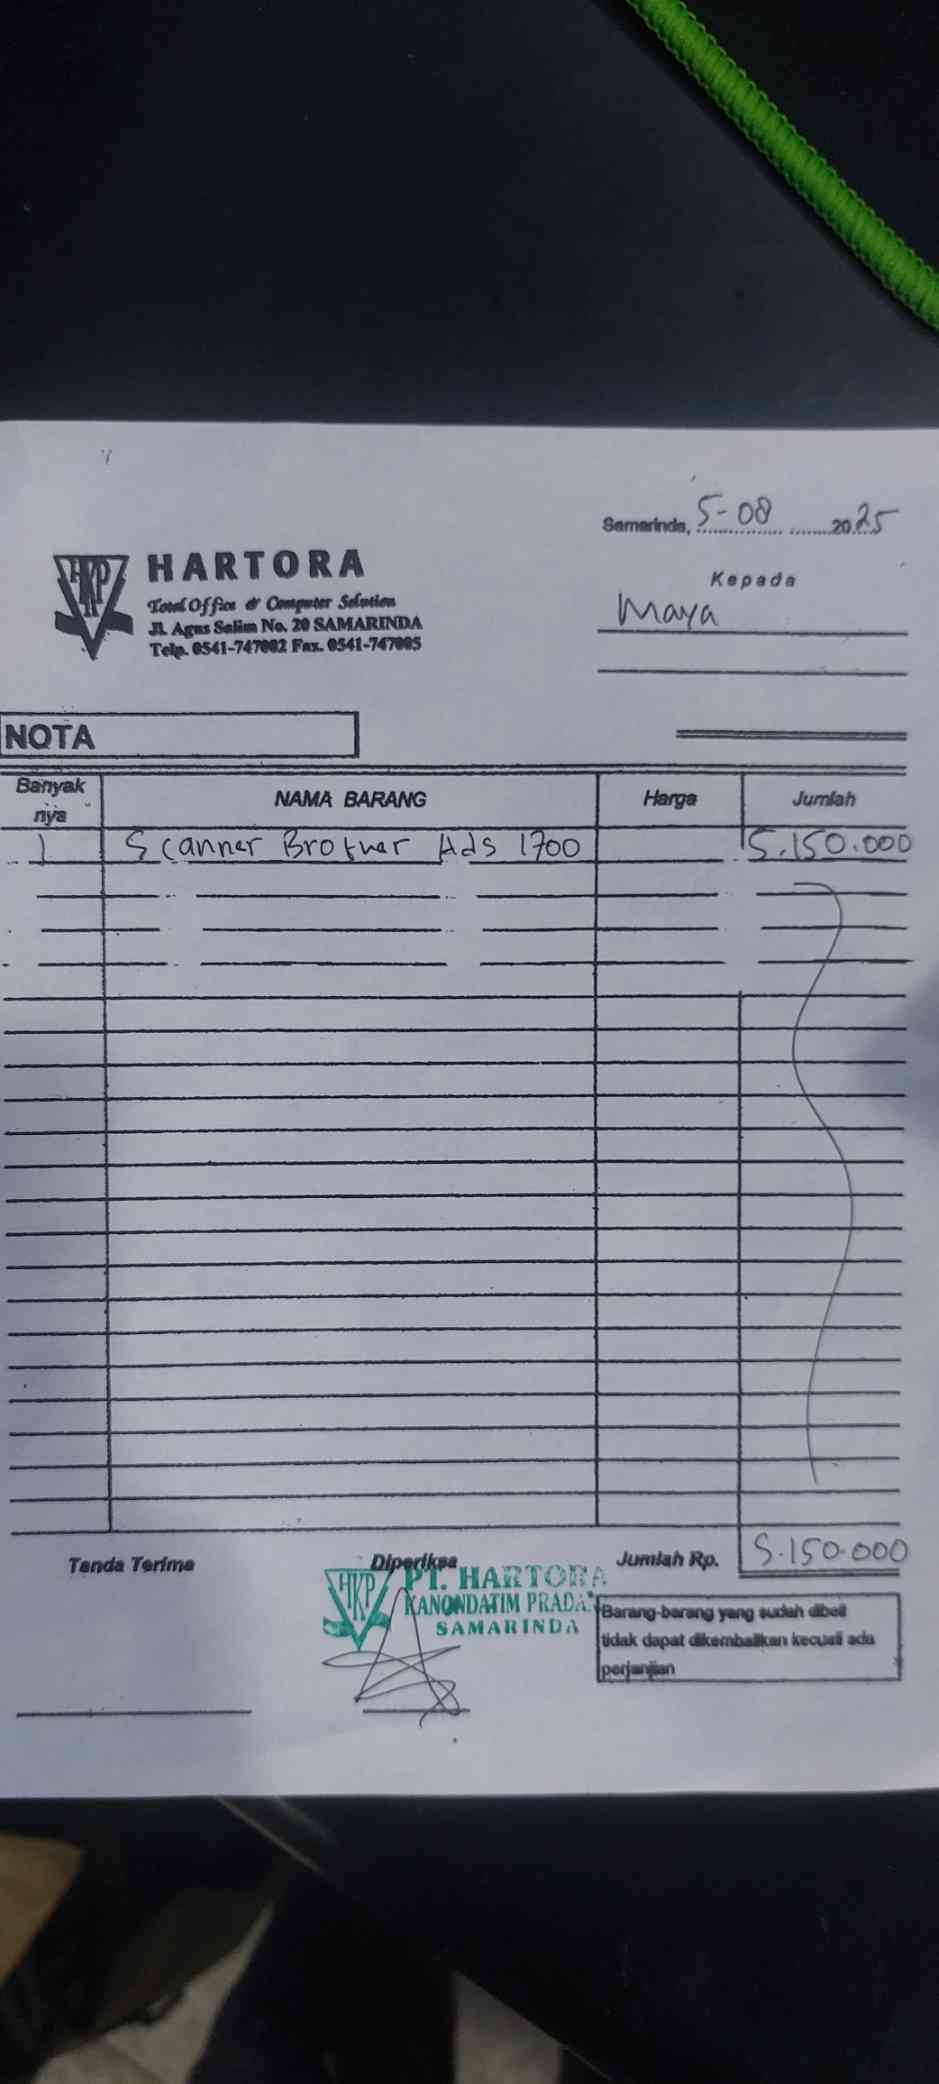 Samarinda, 5-08 2025
HKP HARTORA
Total Office & Computer Solution
Jl. Agus Salim No. 20 SAMARINDA
Telp. 0541-747002 Fax. 0541-747005
Kepada
Maya
NOTA
Banyak nya NAMA BARANG Harga Jumlah
1 Scanner Brother Ads 1700 5.150.000
Tanda Terima Diperiksa Jumlah Rp. 5.150.000
HKP PT. HARTORA
KANONDATIM PRADA
SAMARINDA
Barang-barang yang sudah dibeli
tidak dapat dikembalikan kecuali ada
perjanjian